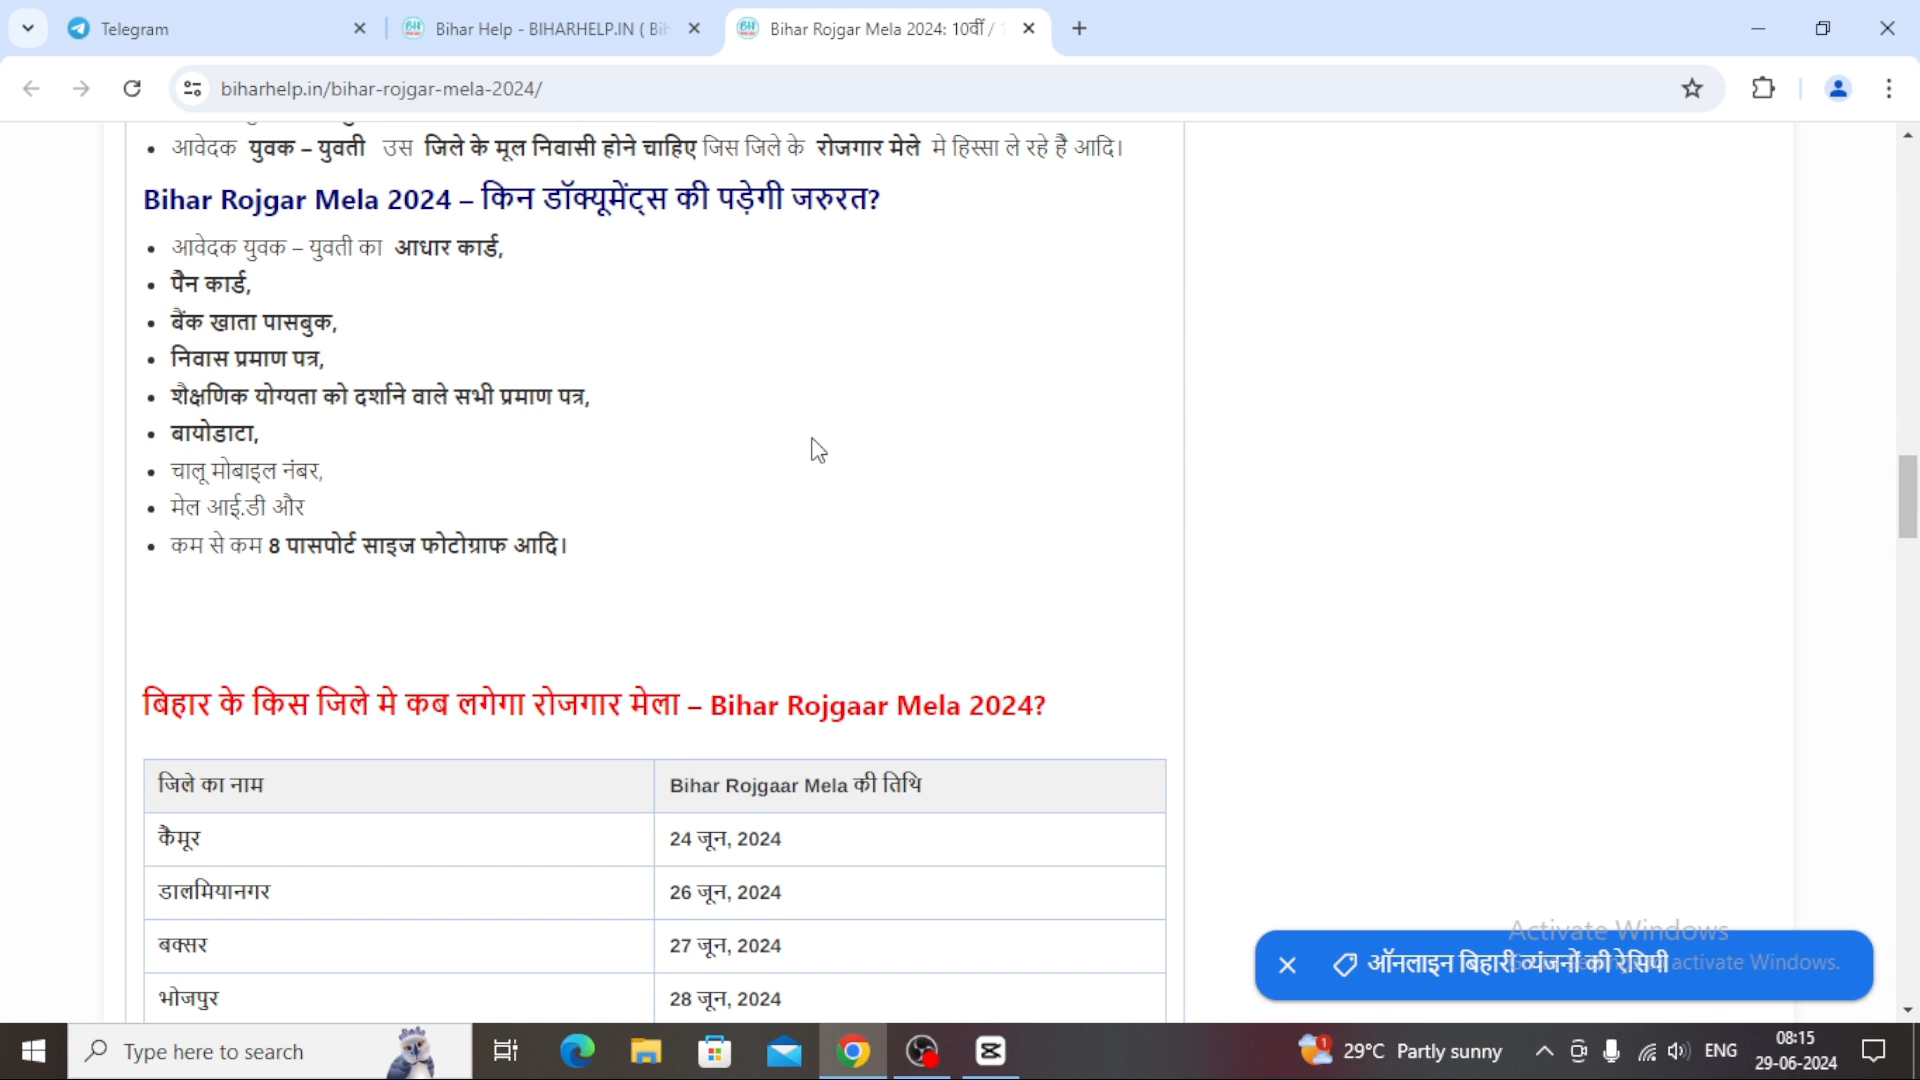 Telegram
Bihar Help - BIHARHELP.IN ( Bih
Bihar Rojgar Mela 2024: 10वीं /
biharhelp.in/bihar-rojgar-mela-2024/
आवेदक युवक – युवती उस जिले के मूल निवासी होने चाहिए जिस जिले के रोजगार मेले मे हिस्सा ले रहे है आदि।
Bihar Rojgar Mela 2024 – किन डॉक्यूमेंट्स की पड़ेगी जरुरत?
आवेदक युवक – युवती का आधार कार्ड,
पैन कार्ड,
बैंक खाता पासबुक,
निवास प्रमाण पत्र,
शैक्षणिक योग्यता को दर्शाने वाले सभी प्रमाण पत्र,
बायोडाटा,
चालू मोबाइल नंबर,
मेल आई.डी और
कम से कम 8 पासपोर्ट साइज फोटोग्राफ आदि।
बिहार के किस जिले मे कब लगेगा रोजगार मेला – Bihar Rojgaar Mela 2024?
जिले का नाम Bihar Rojgaar Mela की तिथि
कैमूर 24 जून, 2024
डालमियानगर 26 जून, 2024
बक्सर 27 जून, 2024
भोजपुर 28 जून, 2024
Activate Windows
ऑनलाइन बिहारी व्यंजनों की रेसिपी
activate Windows.
Type here to search
1
29°C Partly sunny
ENG
08:15
29-06-2024